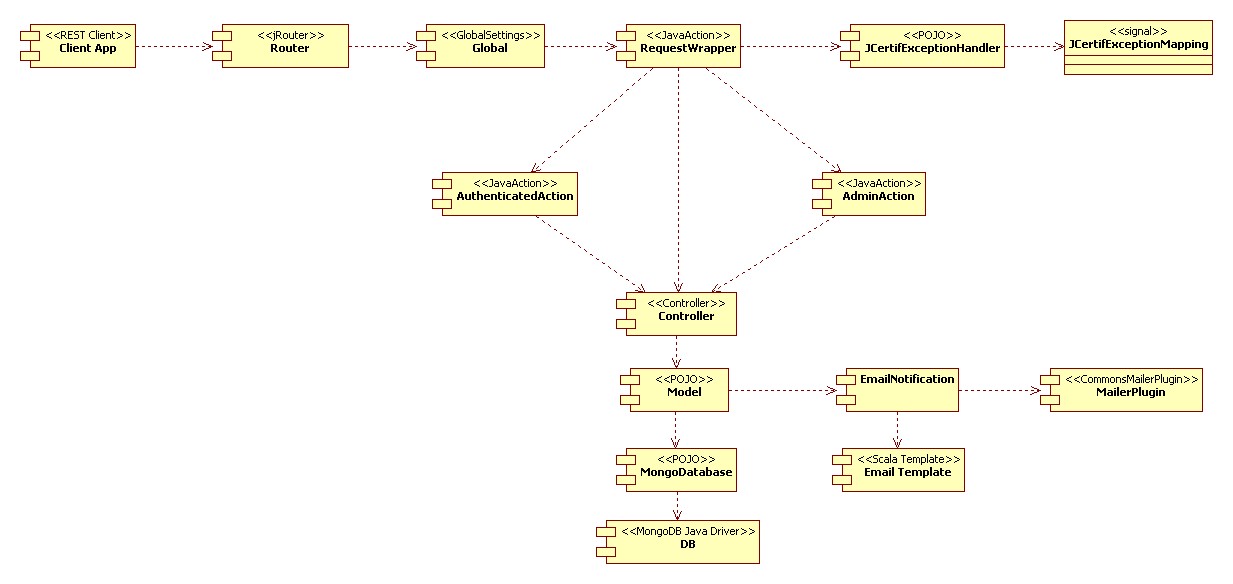 <<REST Client>>
Client App
<<jRouter>>
Router
<<GlobalSettings>>
Global
<<JavaAction>>
RequestWrapper
<<POJO>>
JCertifExceptionHandler
<<signal>>
JCertifExceptionMapping
<<JavaAction>>
AuthenticatedAction
<<JavaAction>>
AdminAction
<<Controller>>
Controller
<<POJO>>
Model
EmailNotification
<<CommonsMailerPlugin>>
MailerPlugin
<<POJO>>
MongoDatabase
<<Scala Template>>
Email Template
<<MongoDB Java Driver>>
DB